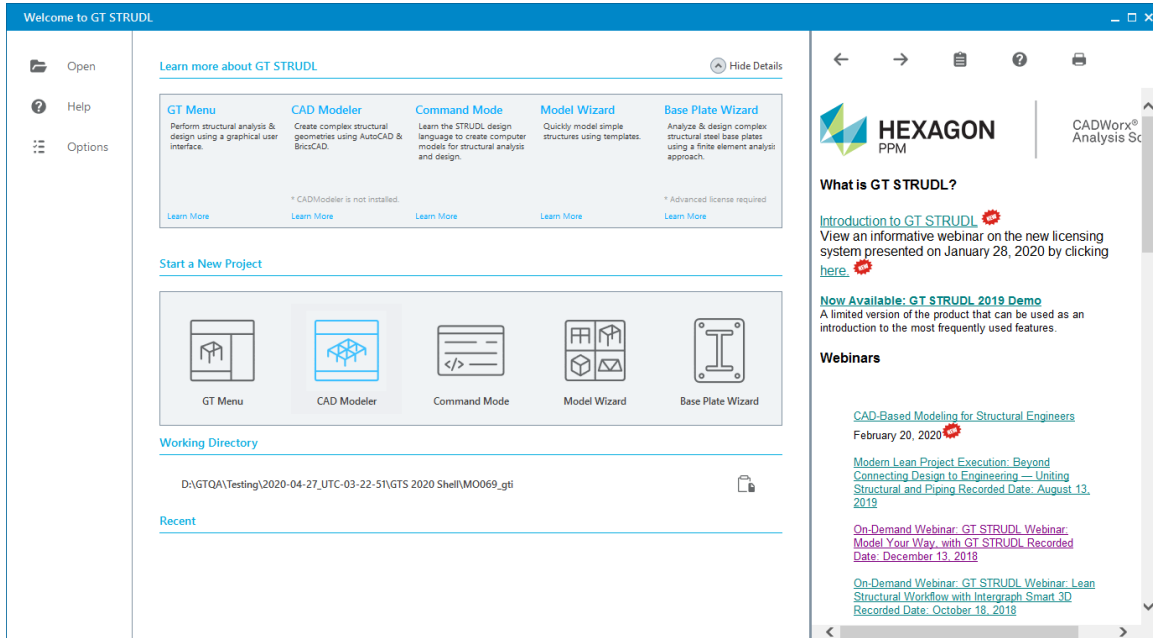 Welcome to GT STRUDL
Open
Help
Options
Learn more about GT STRUDL
Hide Details
GT Menu
Perform structural analysis &
design using a graphical user
interface.
Learn More
CAD Modeler
Create complex structural
geometries using AutoCAD &
BricsCAD.
* CADModeler is not installed.
Learn More
Command Mode
Learn the STRUDL design
language to create computer
models for structural analysis
and design.
Learn More
Model Wizard
Quickly model simple
structures using templates.
Learn More
Base Plate Wizard
Analyze & design complex
structural steel base plates
using a finite element analysis
approach.
* Advanced license required
Learn More
Start a New Project
GT Menu
CAD Modeler
Command Mode
Model Wizard
Base Plate Wizard
Working Directory
D:\GTQA\Testing\2020-04-27_UTC-03-22-51\GTS 2020 Shell\MO069_gti
Recent
HEXAGON
PPM
CADWorx®
Analysis So
What is GT STRUDL?
Introduction to GT STRUDL NEW
View an informative webinar on the new licensing
system presented on January 28, 2020 by clicking
here. NEW
Now Available: GT STRUDL 2019 Demo
A limited version of the product that can be used as an
introduction to the most frequently used features.
Webinars
CAD-Based Modeling for Structural Engineers
February 20, 2020 NEW
Modern Lean Project Execution: Beyond
Connecting Design to Engineering — Uniting
Structural and Piping Recorded Date: August 13,
2019
On-Demand Webinar: GT STRUDL Webinar:
Model Your Way, with GT STRUDL Recorded
Date: December 13, 2018
On-Demand Webinar: GT STRUDL Webinar: Lean
Structural Workflow with Intergraph Smart 3D
Recorded Date: October 18, 2018